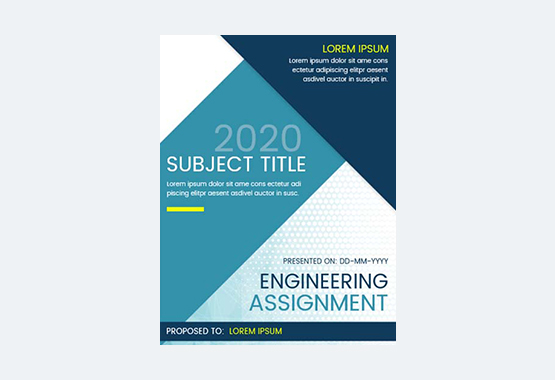 LOREM IPSUM
Lorem ipsum dolor sit ame cons
ectetur adipiscing elitpr aesent
asdivel auctor in suscipit in.
2020
SUBJECT TITLE
Lorem ipsum dolor sit ame cons ectetur adi
piscing elitpr aesent asdivel auctor in susc.
PRESENTED ON: DD-MM-YYYY
ENGINEERING
ASSIGNMENT
PROPOSED TO: LOREM IPSUM